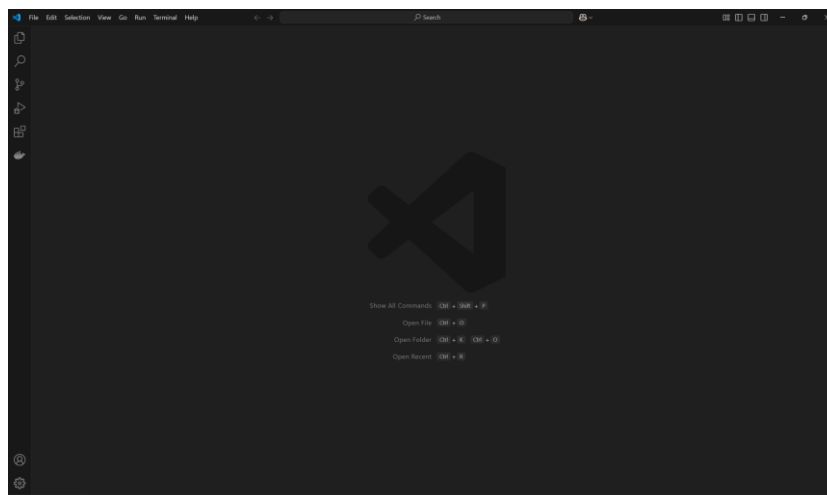 File Edit Selection View Go Run Terminal Help Search
Show All Commands Ctrl + Shift + P
Open File Ctrl + O
Open Folder Ctrl + K Ctrl + O
Open Recent Ctrl + R